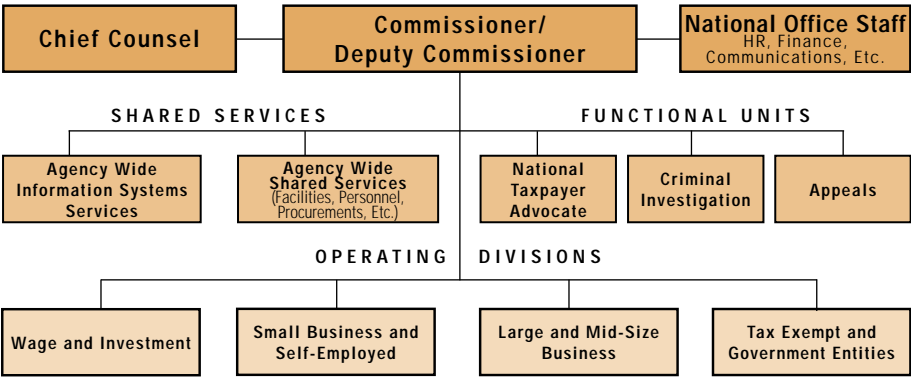 Chief Counsel
Commissioner/
Deputy Commissioner
National Office Staff
HR, Finance,
Communications, Etc.
SHARED SERVICES
FUNCTIONAL UNITS
Agency Wide
Information Systems
Services
Agency Wide
Shared Services
(Facilities, Personnel,
Procurements, Etc.)
National
Taxpayer
Advocate
Criminal
Investigation
Appeals
OPERATING DIVISIONS
Wage and Investment
Small Business and
Self-Employed
Large and Mid-Size
Business
Tax Exempt and
Government Entities